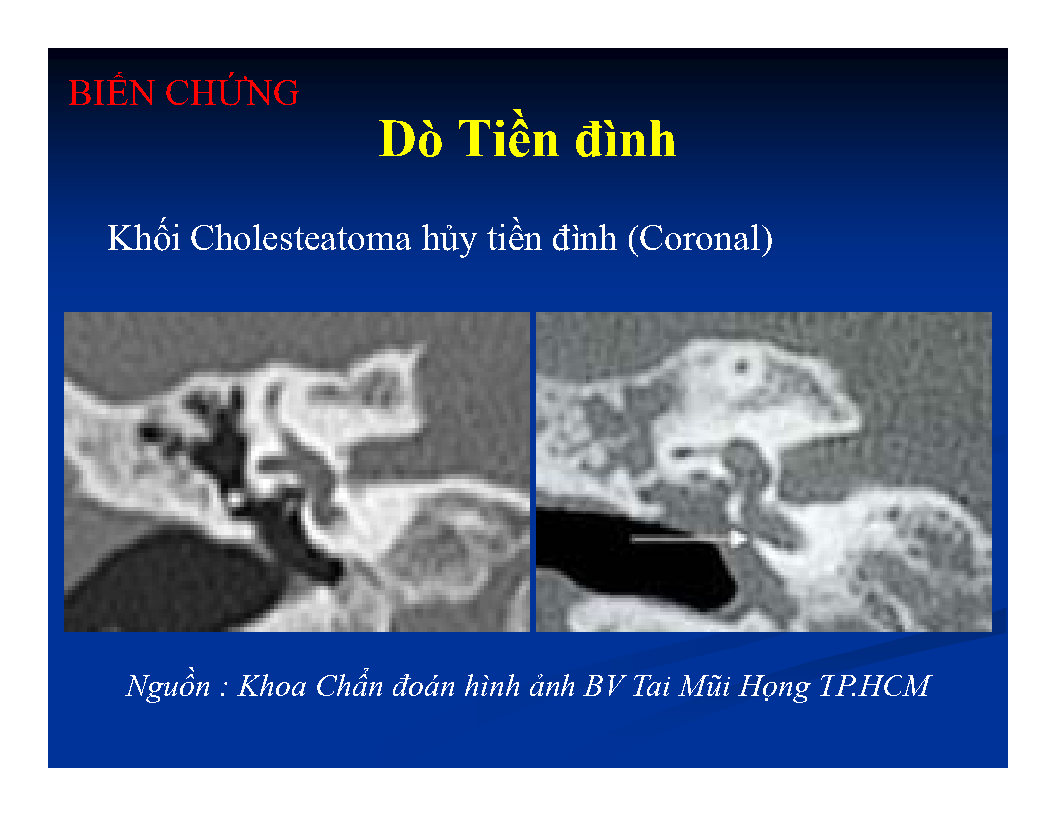 BIẾN CHỨNG
Dò Tiền đình
Khối Cholesteatoma hủy tiền đình (Coronal)
Nguồn : Khoa Chẩn đoán hình ảnh BV Tai Mũi Họng TP.HCM